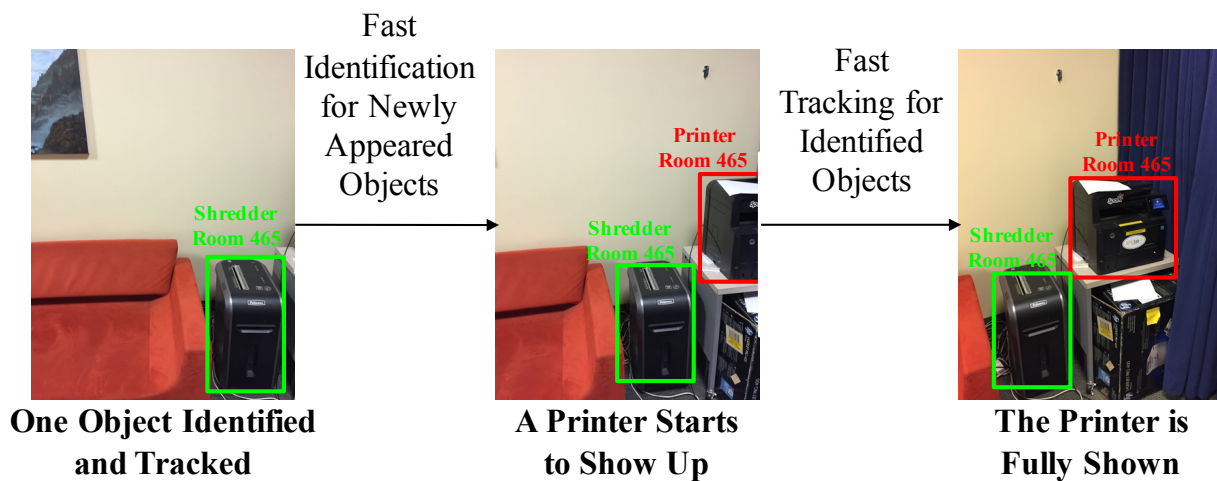 Fast
Identification
for Newly
Appeared
Objects
Fast
Tracking for
Identified
Objects
Shredder
Room 465
Printer
Room 465
Shredder
Room 465
Printer
Room 465
Shredder
Room 465
One Object Identified
and Tracked
A Printer Starts
to Show Up
The Printer is
Fully Shown